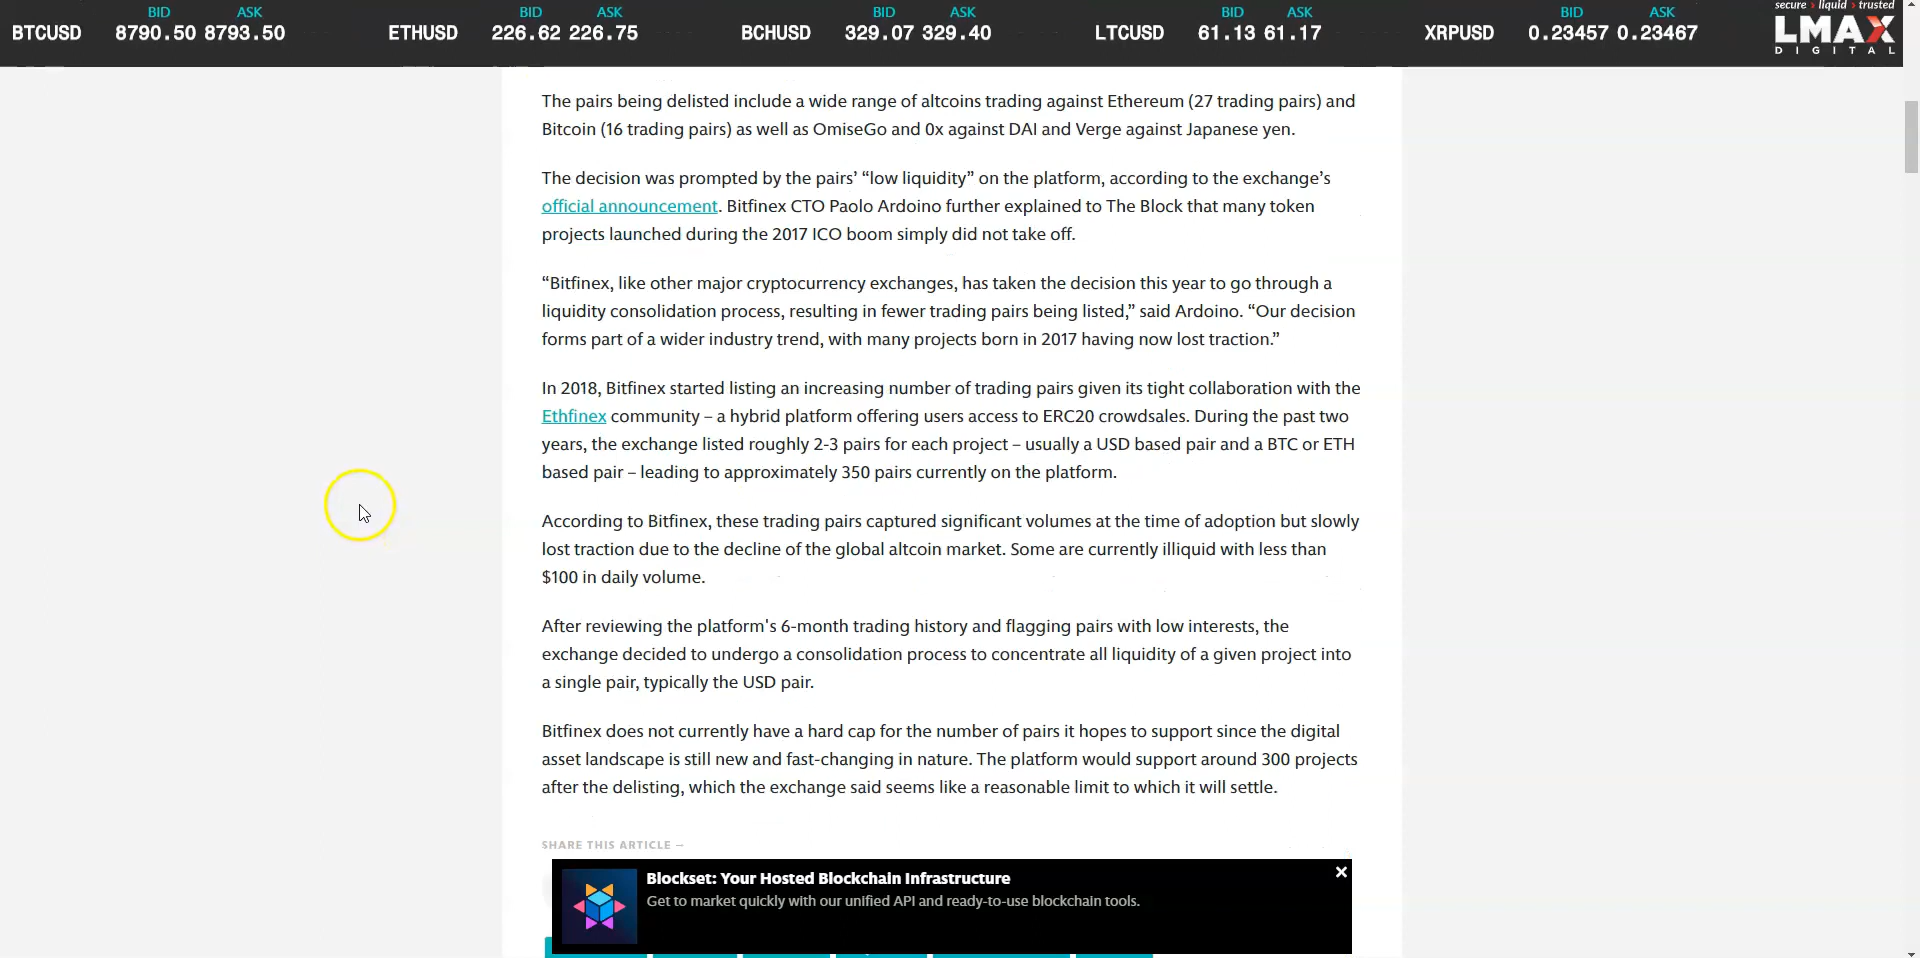 BTCUSD BID 8790.50 ASK 8793.50 ETHUSD BID 226.62 ASK 226.75 BCHUSD BID 329.07 ASK 329.40 LTCUSD BID 61.13 ASK 61.17 XRPUSD BID 0.23457 ASK 0.23467
secure › liquid › trusted
LMAX
DIGITAL
The pairs being delisted include a wide range of altcoins trading against Ethereum (27 trading pairs) and
Bitcoin (16 trading pairs) as well as OmiseGo and 0x against DAI and Verge against Japanese yen.
The decision was prompted by the pairs’ “low liquidity” on the platform, according to the exchange’s
official announcement. Bitfinex CTO Paolo Ardoino further explained to The Block that many token
projects launched during the 2017 ICO boom simply did not take off.
“Bitfinex, like other major cryptocurrency exchanges, has taken the decision this year to go through a
liquidity consolidation process, resulting in fewer trading pairs being listed,” said Ardoino. “Our decision
forms part of a wider industry trend, with many projects born in 2017 having now lost traction.”
In 2018, Bitfinex started listing an increasing number of trading pairs given its tight collaboration with the
Ethfinex community – a hybrid platform offering users access to ERC20 crowdsales. During the past two
years, the exchange listed roughly 2-3 pairs for each project – usually a USD based pair and a BTC or ETH
based pair – leading to approximately 350 pairs currently on the platform.
According to Bitfinex, these trading pairs captured significant volumes at the time of adoption but slowly
lost traction due to the decline of the global altcoin market. Some are currently illiquid with less than
$100 in daily volume.
After reviewing the platform's 6-month trading history and flagging pairs with low interests, the
exchange decided to undergo a consolidation process to concentrate all liquidity of a given project into
a single pair, typically the USD pair.
Bitfinex does not currently have a hard cap for the number of pairs it hopes to support since the digital
asset landscape is still new and fast-changing in nature. The platform would support around 300 projects
after the delisting, which the exchange said seems like a reasonable limit to which it will settle.
SHARE THIS ARTICLE →
Blockset: Your Hosted Blockchain Infrastructure
Get to market quickly with our unified API and ready-to-use blockchain tools.